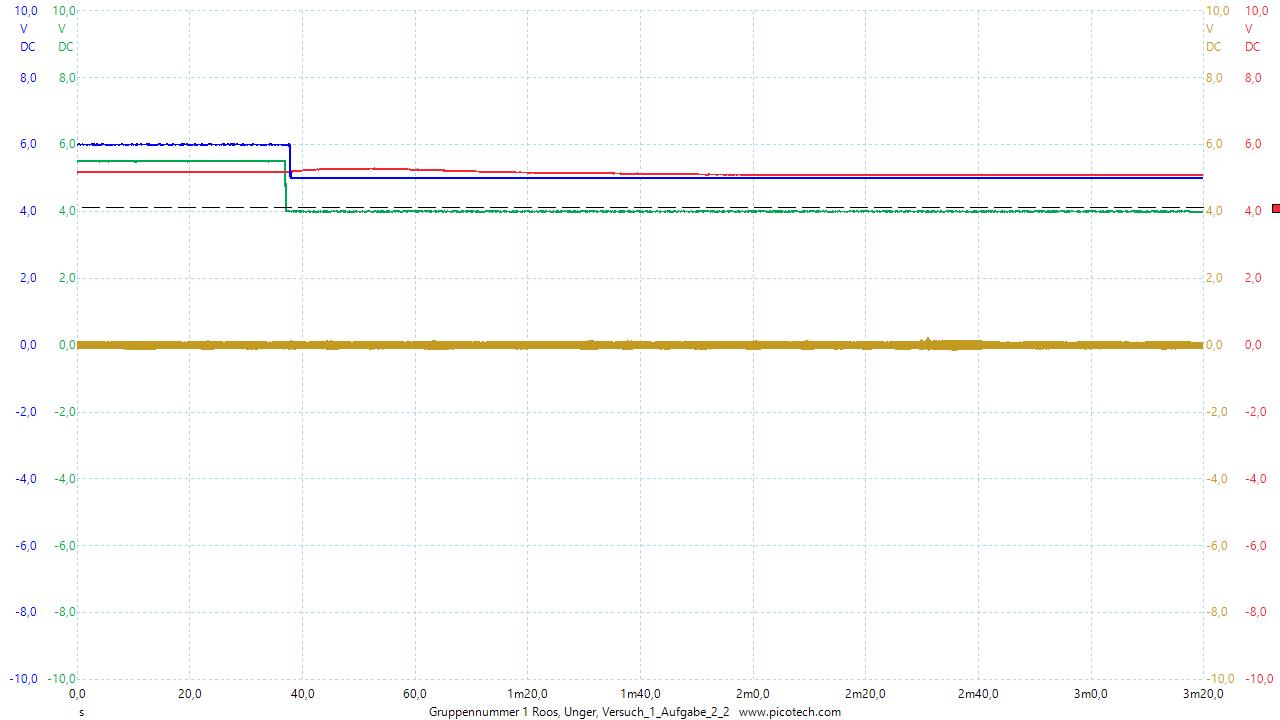 10,0 10,0 10,0 10,0
V V V V
DC DC DC DC
8,0 8,0 8,0 8,0
6,0 6,0 6,0 6,0
4,0 4,0 4,0 4,0
2,0 2,0 2,0 2,0
0,0 0,0 0,0 0,0
-2,0 -2,0 -2,0 -2,0
-4,0 -4,0 -4,0 -4,0
-6,0 -6,0 -6,0 -6,0
-8,0 -8,0 -8,0 -8,0
-10,0 -10,0 -10,0 -10,0
0,0 20,0 40,0 60,0 1m20,0 1m40,0 2m0,0 2m20,0 2m40,0 3m0,0 3m20,0
s Gruppennummer 1 Roos, Unger, Versuch_1_Aufgabe_2_2 www.picotech.com